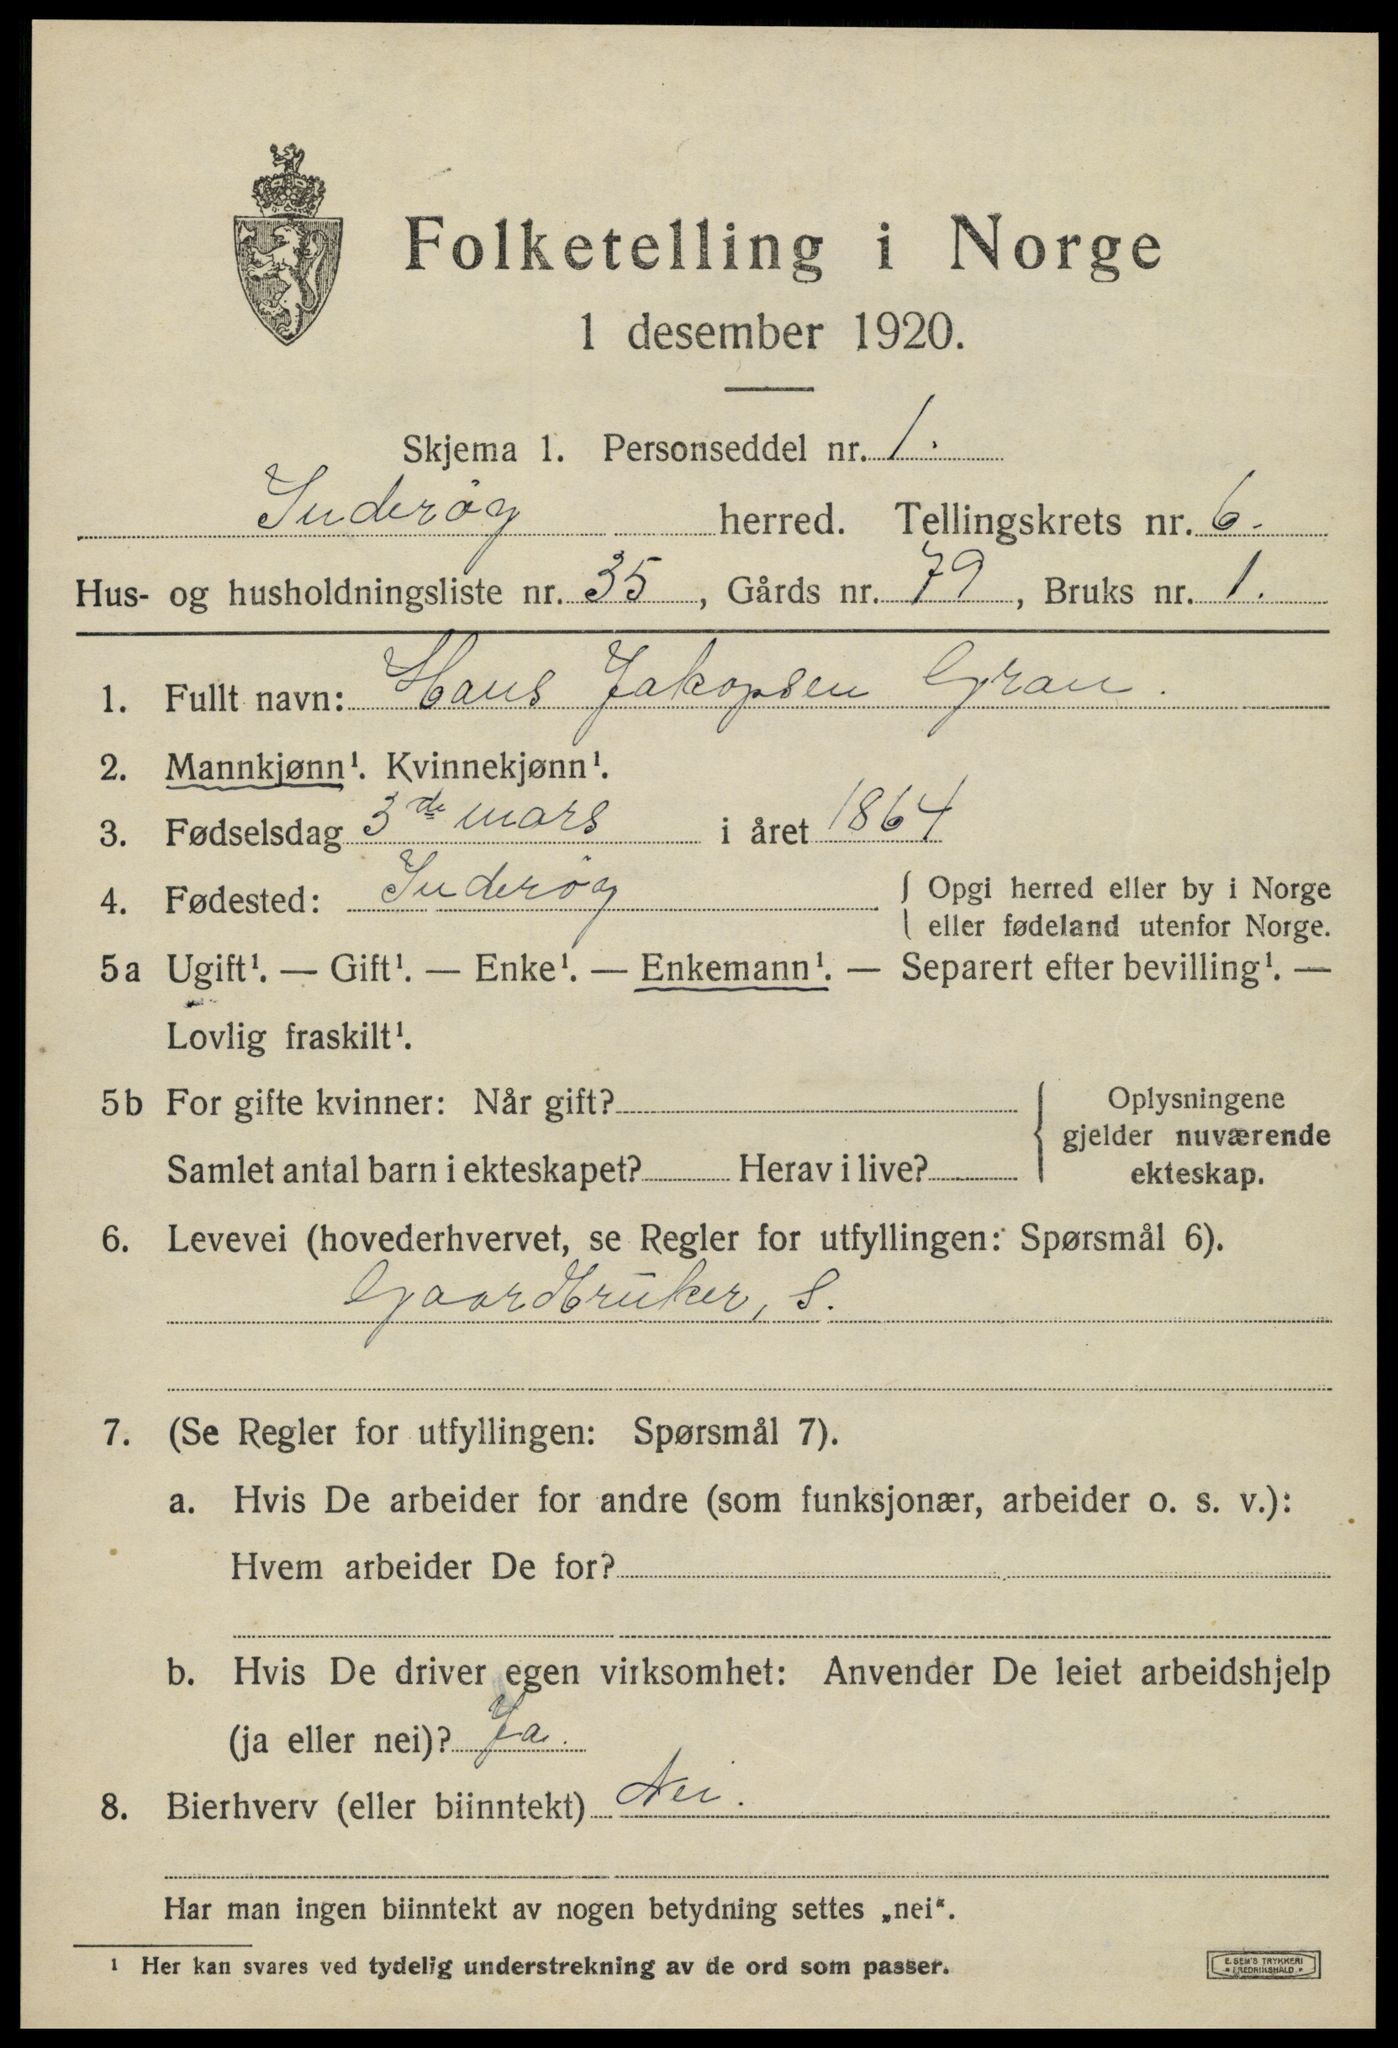 Folketelling i Norge
1 desember 1920.
Skjema 1. Personseddel nr. 1.
Inderøy herred. Tellingskrets nr. 6.
Hus- og husholdningsliste nr. 35, Gårds nr. 79, Bruks nr. 1.
1. Fullt navn: Hans Jakopsen Gran.
2. Mannkjønn¹. Kvinnekjønn¹.
3. Fødselsdag 3de mars i året 1864
4. Fødested: Inderøy { Opgi herred eller by i Norge
eller fødeland utenfor Norge.
5a Ugift¹. — Gift¹. — Enke¹. — Enkemann¹. — Separert efter bevilling¹. —
Lovlig fraskilt¹.
5b For gifte kvinner: Når gift? { Oplysningene
gjelder nuværende
Samlet antal barn i ekteskapet? Herav i live? ekteskap.
6. Levevei (hovederhvervet, se Regler for utfyllingen: Spørsmål 6).
Gaardbruker, S.
7. (Se Regler for utfyllingen: Spørsmål 7).
a. Hvis De arbeider for andre (som funksjonær, arbeider o. s. v.):
Hvem arbeider De for?
b. Hvis De driver egen virksomhet: Anvender De leiet arbeidshjelp
(ja eller nei)? Ja.
8. Bierhverv (eller biinntekt) Nei.
Har man ingen biinntekt av nogen betydning settes „nei“.
¹ Her kan svares ved tydelig understrekning av de ord som passer.
E. SEM'S TRYKKERI
* FREDRIKSHALD *